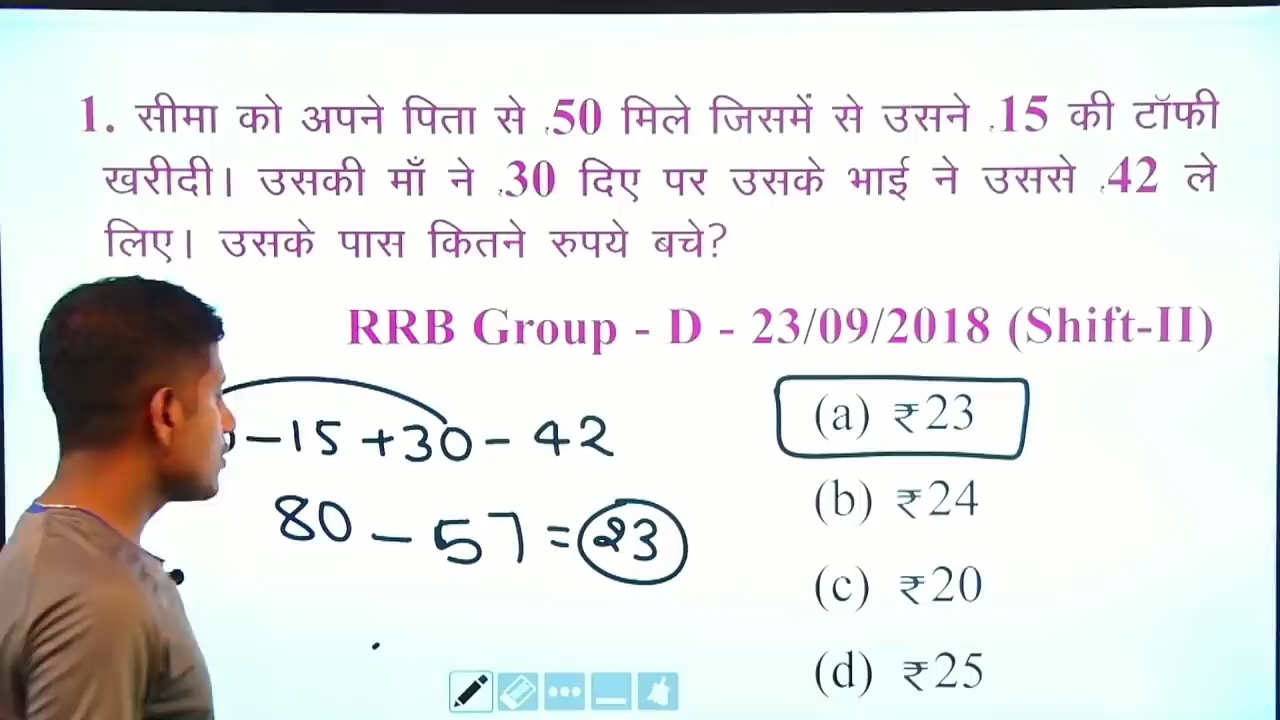 1. सीमा को अपने पिता से .50 मिले जिसमें से उसने .15 की टॉफी
खरीदी। उसकी माँ ने .30 दिए पर उसके भाई ने उससे .42 ले
लिए। उसके पास कितने रुपये बचे?
RRB Group - D - 23/09/2018 (Shift-II)
-15 +30 - 42
80 - 57 = 23
(a) ₹23
(b) ₹24
(c) ₹20
(d) ₹25